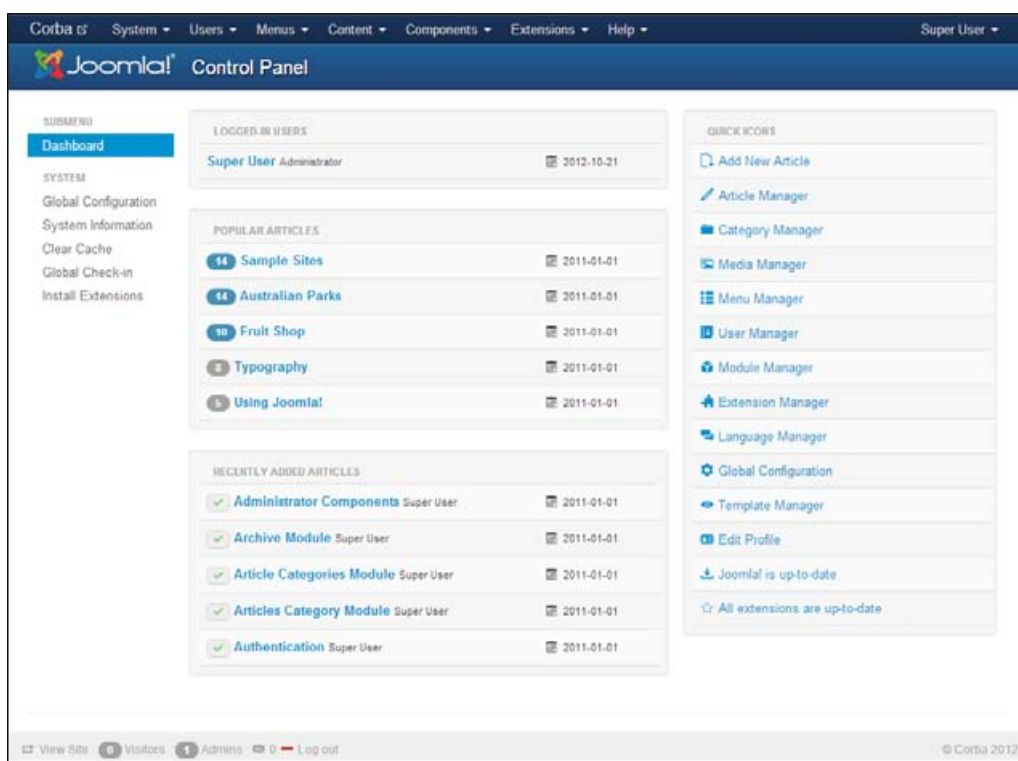 Corba System Users Menus Content Components Extensions Help Super User
Joomla!® Control Panel
SUBMENU
Dashboard
SYSTEM
Global Configuration
System Information
Clear Cache
Global Check-in
Install Extensions
LOGGED-IN USERS
Super User Administrator 2012-10-21
POPULAR ARTICLES
14 Sample Sites 2011-01-01
14 Australian Parks 2011-01-01
10 Fruit Shop 2011-01-01
8 Typography 2011-01-01
5 Using Joomla! 2011-01-01
RECENTLY ADDED ARTICLES
Administrator Components Super User 2011-01-01
Archive Module Super User 2011-01-01
Article Categories Module Super User 2011-01-01
Articles Category Module Super User 2011-01-01
Authentication Super User 2011-01-01
QUICK ICONS
Add New Article
Article Manager
Category Manager
Media Manager
Menu Manager
User Manager
Module Manager
Extension Manager
Language Manager
Global Configuration
Template Manager
Edit Profile
Joomla! is up-to-date
All extensions are up-to-date
View Site 0 Visitors 1 Admins 0 Log out © Corba 2012